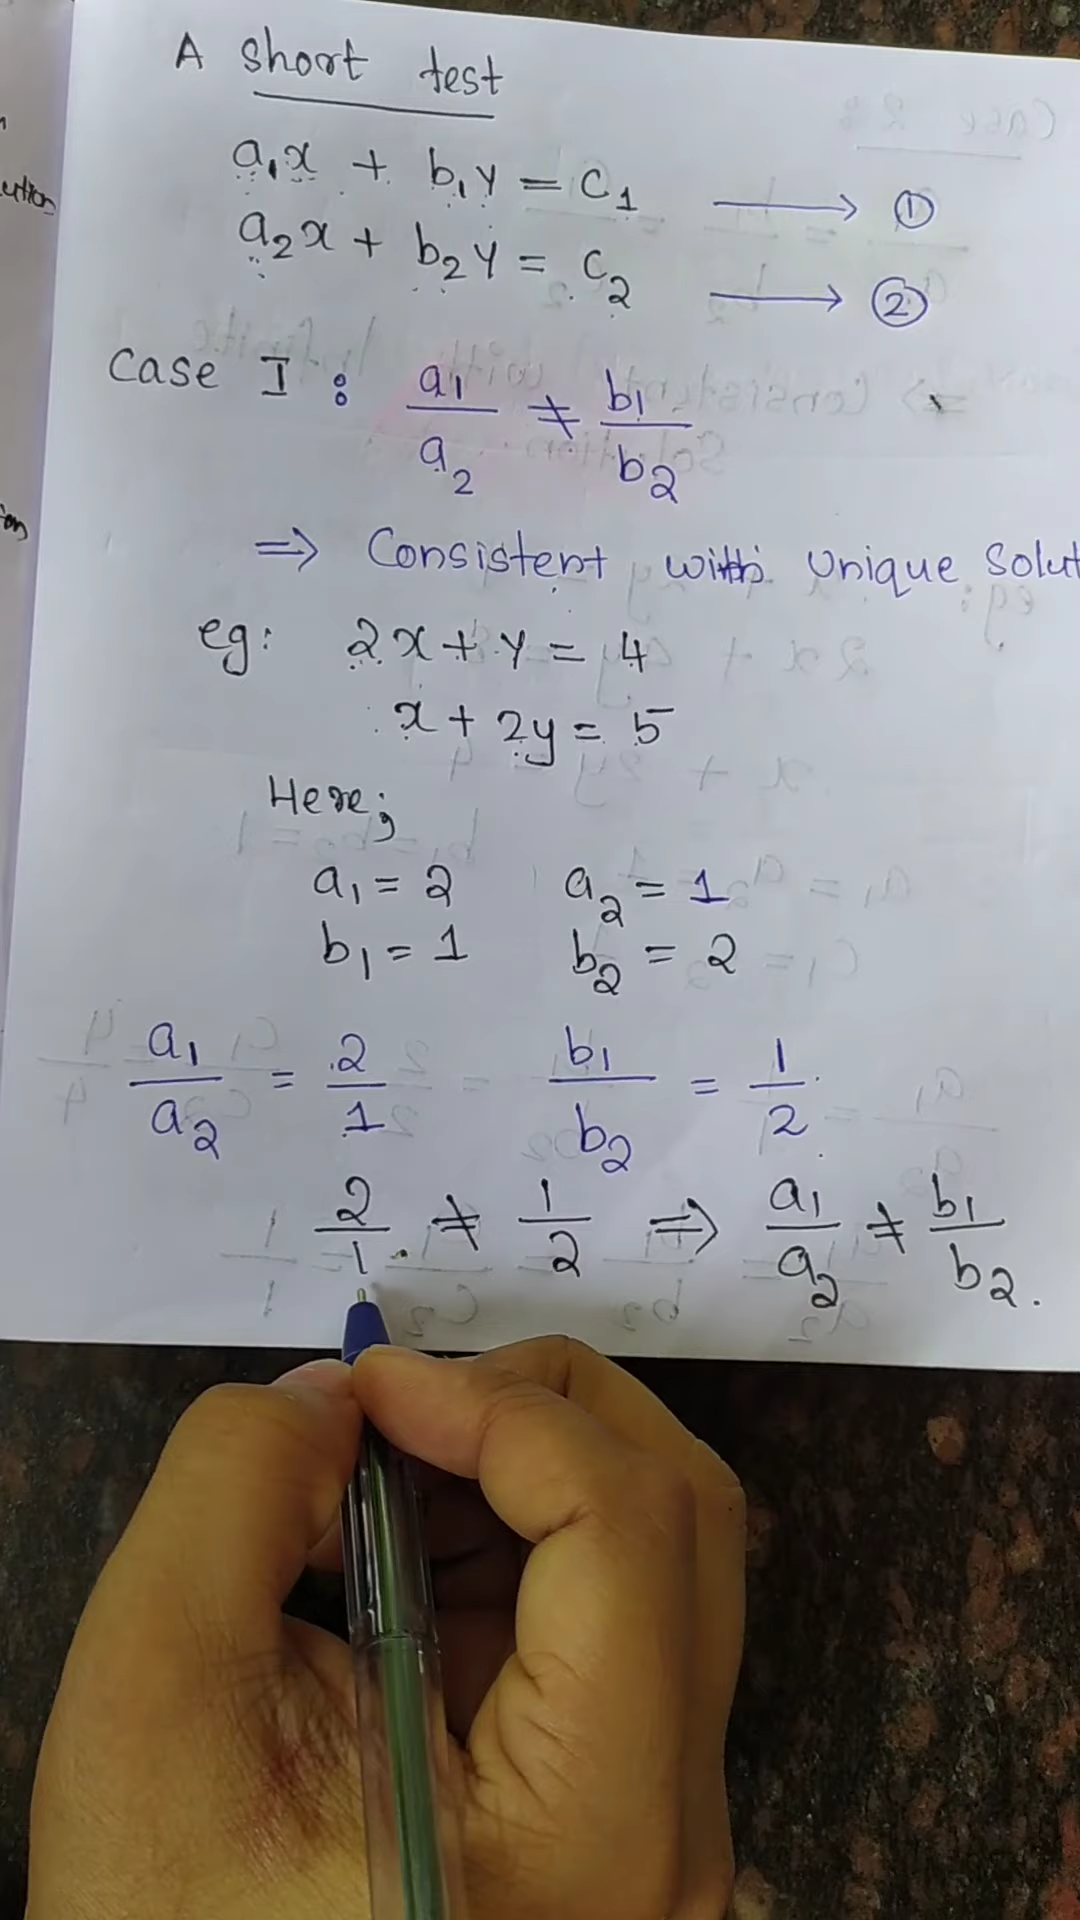 A short test
a₁x + b₁y = c₁ ⟶ ①
a₂x + b₂y = c₂ ⟶ ②
Case I : a₁/a₂ ≠ b₁/b₂
⇒ Consistent with Unique Solut
eg: 2x + y = 4
x + 2y = 5
Here;
a₁ = 2 a₂ = 1
b₁ = 1 b₂ = 2
a₁/a₂ = 2/1 b₁/b₂ = 1/2
2/1 ≠ 1/2 ⇒ a₁/a₂ ≠ b₁/b₂.